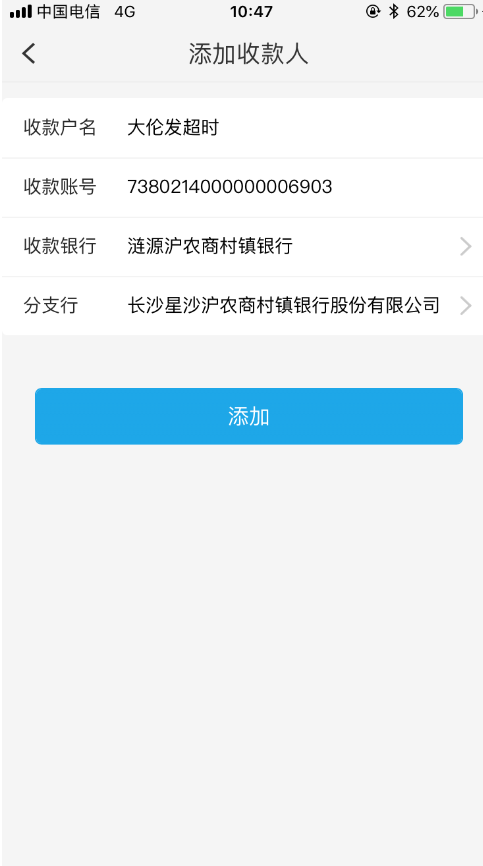 中国电信 4G 10:47 62%
添加收款人
收款户名 大伦发超时
收款账号 7380214000000006903
收款银行 涟源沪农商村镇银行
分支行 长沙星沙沪农商村镇银行股份有限公司
添加